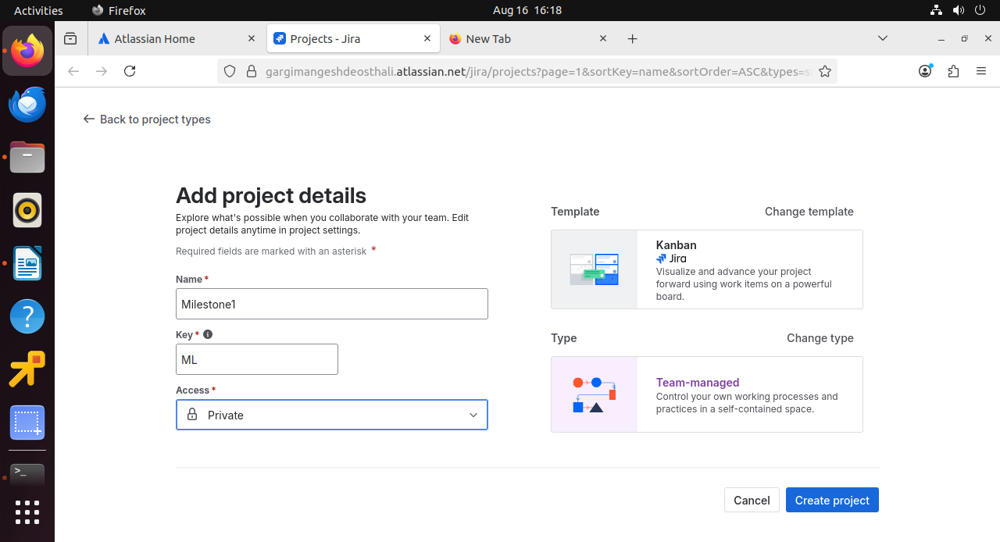 Activities
Firefox
Aug 16 16:18
Atlassian Home
Projects - Jira
New Tab
gargimangeshdeosthali.atlassian.net/jira/projects?page=1&sortKey=name&sortOrder=ASC&types=s
Back to project types
Add project details
Explore what's possible when you collaborate with your team. Edit
project details anytime in project settings.
Required fields are marked with an asterisk *
Name *
Milestone1
Key *
ML
Access *
Private
Template
Change template
Kanban
Jira
Visualize and advance your project
forward using work items on a powerful
board.
Type
Change type
Team-managed
Control your own working processes and
practices in a self-contained space.
Cancel
Create project